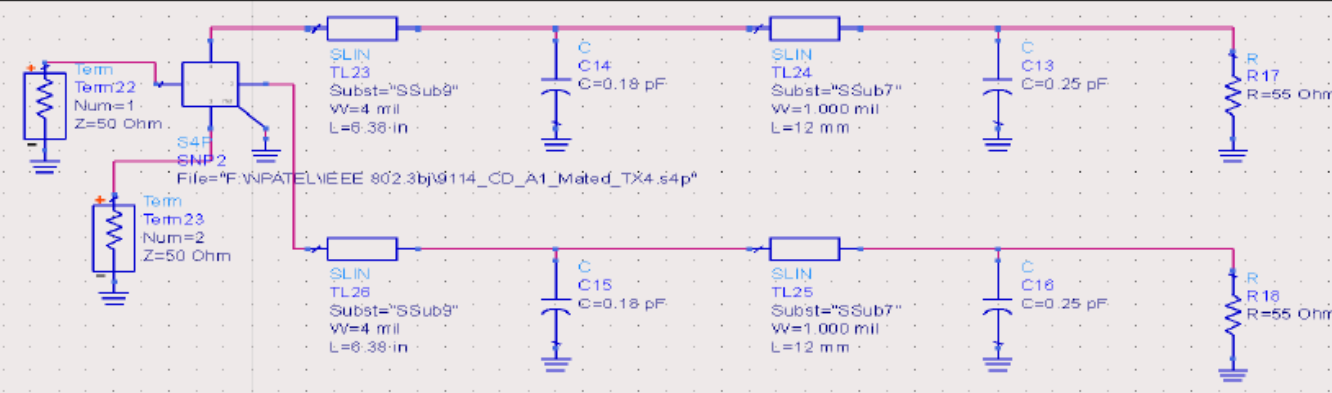 SLIN
TL23
Subst="SSub9"
W=4 mil
L=6.38 in
C
C14
C=0.18 pF
SLIN
TL24
Subst="SSub7"
W=1.000 mil
L=12 mm
C
C13
C=0.25 pF
R
R17
R=55 Ohm
Term
Term22
Num=1
Z=50 Ohm
S4P
SNP2
File="F:\NPATEL\IEEE 802.3bj\9114_CD_A1_Mated_TX4.s4p"
Term
Term23
Num=2
Z=50 Ohm
SLIN
TL26
Subst="SSub9"
W=4 mil
L=6.38 in
C
C15
C=0.18 pF
SLIN
TL25
Subst="SSub7"
W=1.000 mil
L=12 mm
C
C16
C=0.25 pF
R
R18
R=55 Ohm